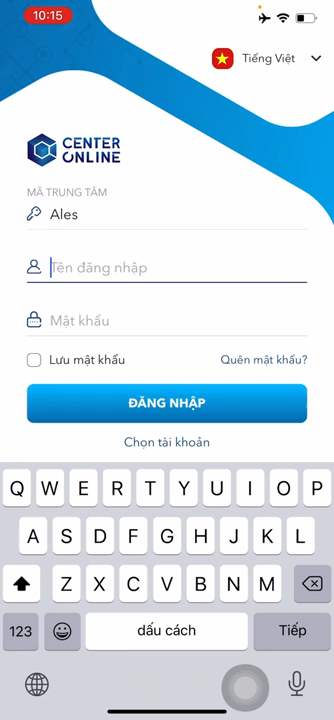 10:15
Tiếng Việt
CENTER
ONLINE
MÃ TRUNG TÂM
Ales
Tên đăng nhập
Mật khẩu
Lưu mật khẩu
Quên mật khẩu?
ĐĂNG NHẬP
Chọn tài khoản
Q W E R T Y U I O P
A S D F G H J K L
Z X C V B N M
123 dấu cách Tiếp